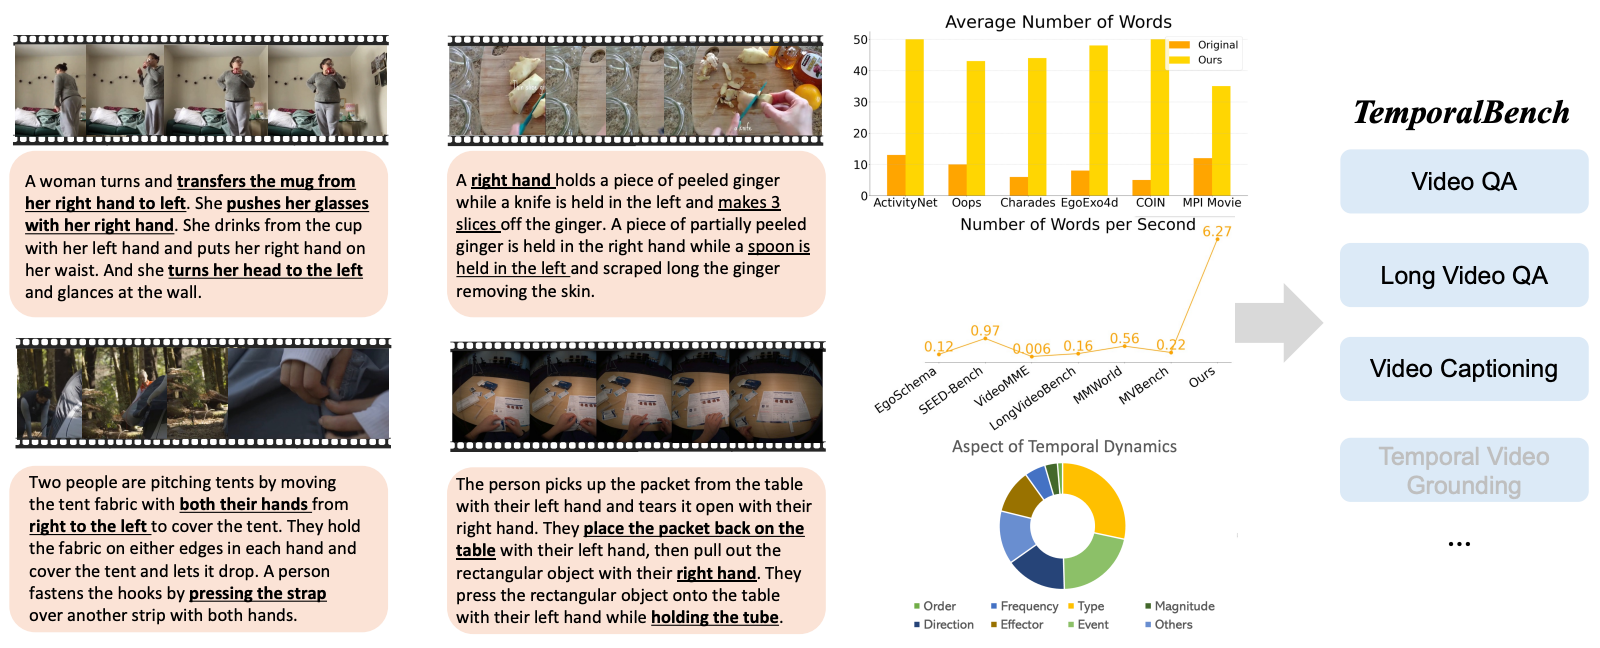 A woman turns and transfers the mug from
her right hand to left. She pushes her glasses
with her right hand. She drinks from the cup
with her left hand and puts her right hand on
her waist. And she turns her head to the left
and glances at the wall.
A right hand holds a piece of peeled ginger
while a knife is held in the left and makes 3
slices off the ginger. A piece of partially peeled
ginger is held in the right hand while a spoon is
held in the left and scraped long the ginger
removing the skin.
Two people are pitching tents by moving
the tent fabric with both their hands from
right to the left to cover the tent. They hold
the fabric on either edges in each hand and
cover the tent and lets it drop. A person
fastens the hooks by pressing the strap
over another strip with both hands.
The person picks up the packet from the table
with their left hand and tears it open with their
right hand. They place the packet back on the
table with their left hand, then pull out the
rectangular object with their right hand. They
press the rectangular object onto the table
with their left hand while holding the tube.
Average Number of Words
50
40
30
20
10
0
Original
Ours
ActivityNet
Oops
Charades
EgoExo4d
COIN
MPI Movie
Number of Words per Second
0.12
0.97
0.006
0.16
0.56
0.22
6.27
EgoSchema
SEED-Bench
VideoMME
LongVideoBench
MMWorld
MVBench
Ours
Aspect of Temporal Dynamics
Order
Frequency
Type
Magnitude
Direction
Effector
Event
Others
TemporalBench
Video QA
Long Video QA
Video Captioning
Temporal Video
Grounding
...